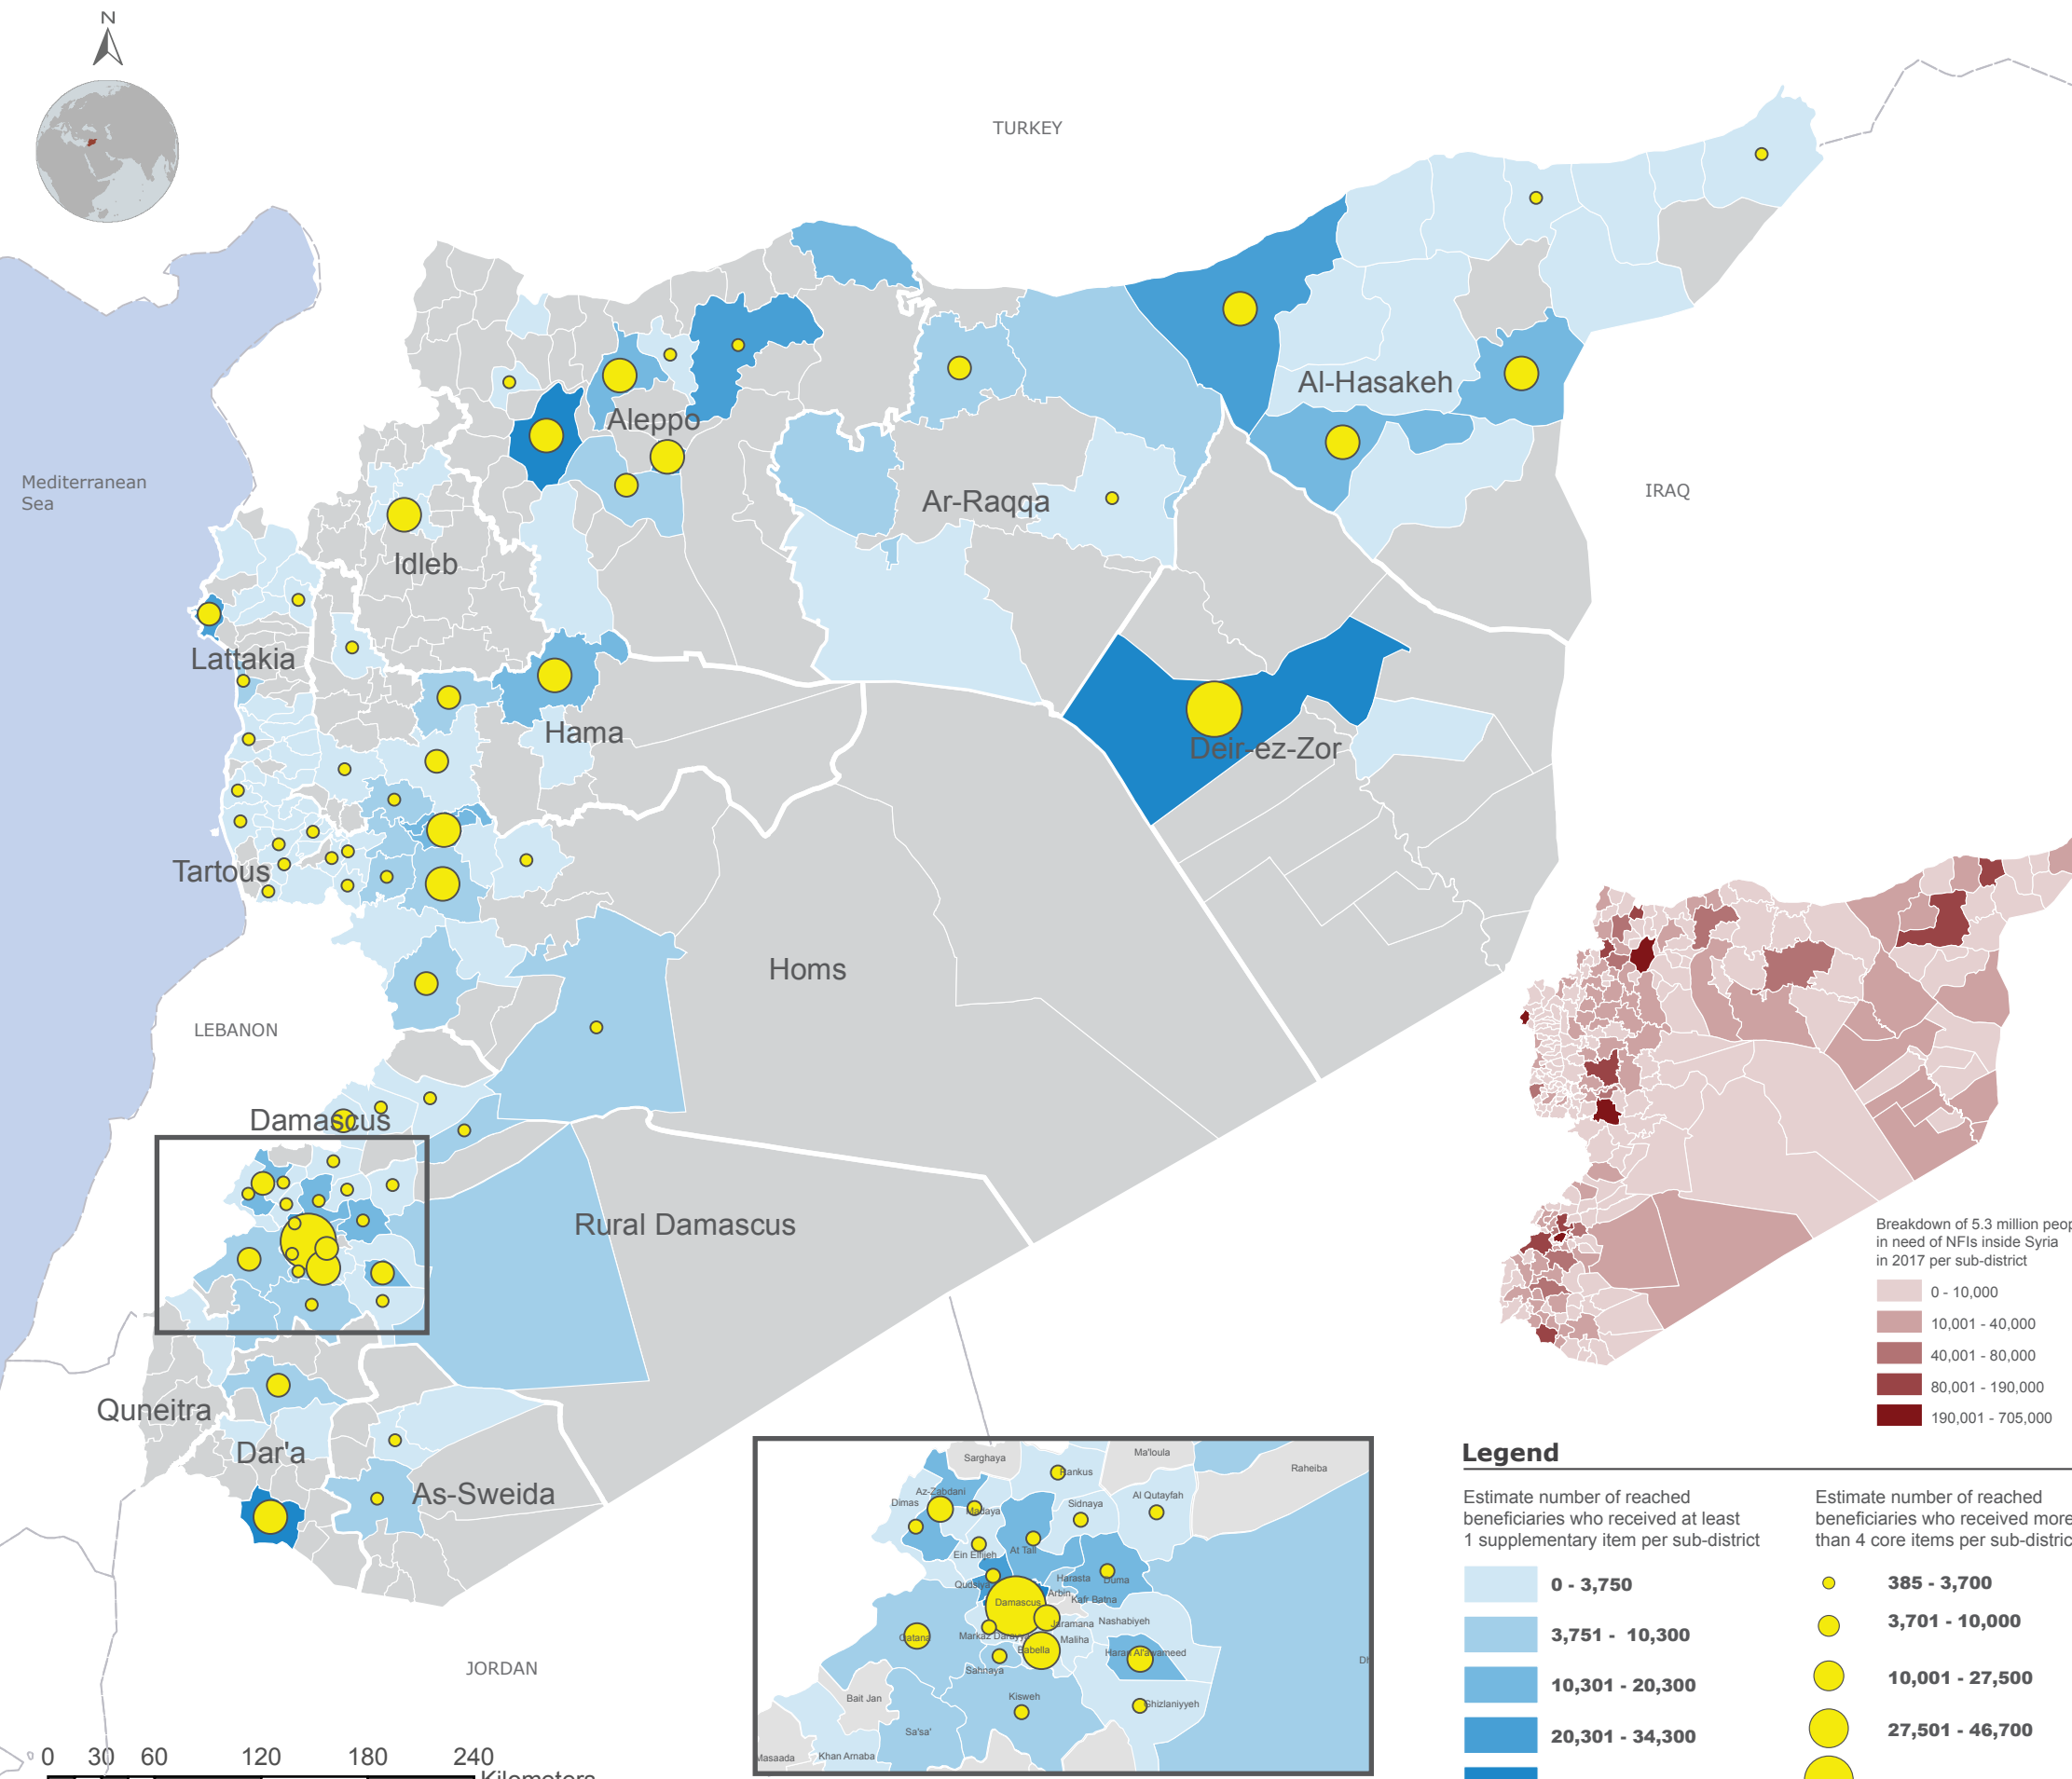 N
TURKEY
Mediterranean
Sea
Al-Hasakeh
Aleppo
Ar-Raqqa
IRAQ
Idleb
Lattakia
Hama
Deir-ez-Zor
Tartous
Homs
LEBANON
Damascus
Rural Damascus
Quneitra
Dar'a
As-Sweida
JORDAN
0 30 60 120 180 240
Kilometers
Breakdown of 5.3 million peop
in need of NFIs inside Syria
in 2017 per sub-district
0 - 10,000
10,001 - 40,000
40,001 - 80,000
80,001 - 190,000
190,001 - 705,000
Sarghaya
Ma'loula
Rankus
Raheiba
Az-Zabdani
Dimas
Madaya
Sidnaya
Al Qutayfah
Ein Elfijeh
At Tall
Qudsiya
Harasta
Duma
Arbin
Kafr Batna
Damascus
Jaramana
Nashabiyeh
Qatana
Markaz Darayya
Maliha
Babella
Haran Al'awameed
Sahnaya
Dh
Bait Jan
Kisweh
Ghizlaniyyeh
Sa'sa'
Masaada
Khan Arnaba
Legend
Estimate number of reached
beneficiaries who received at least
1 supplementary item per sub-district
0 - 3,750
3,751 - 10,300
10,301 - 20,300
20,301 - 34,300
Estimate number of reached
beneficiaries who received more
than 4 core items per sub-distric
385 - 3,700
3,701 - 10,000
10,001 - 27,500
27,501 - 46,700